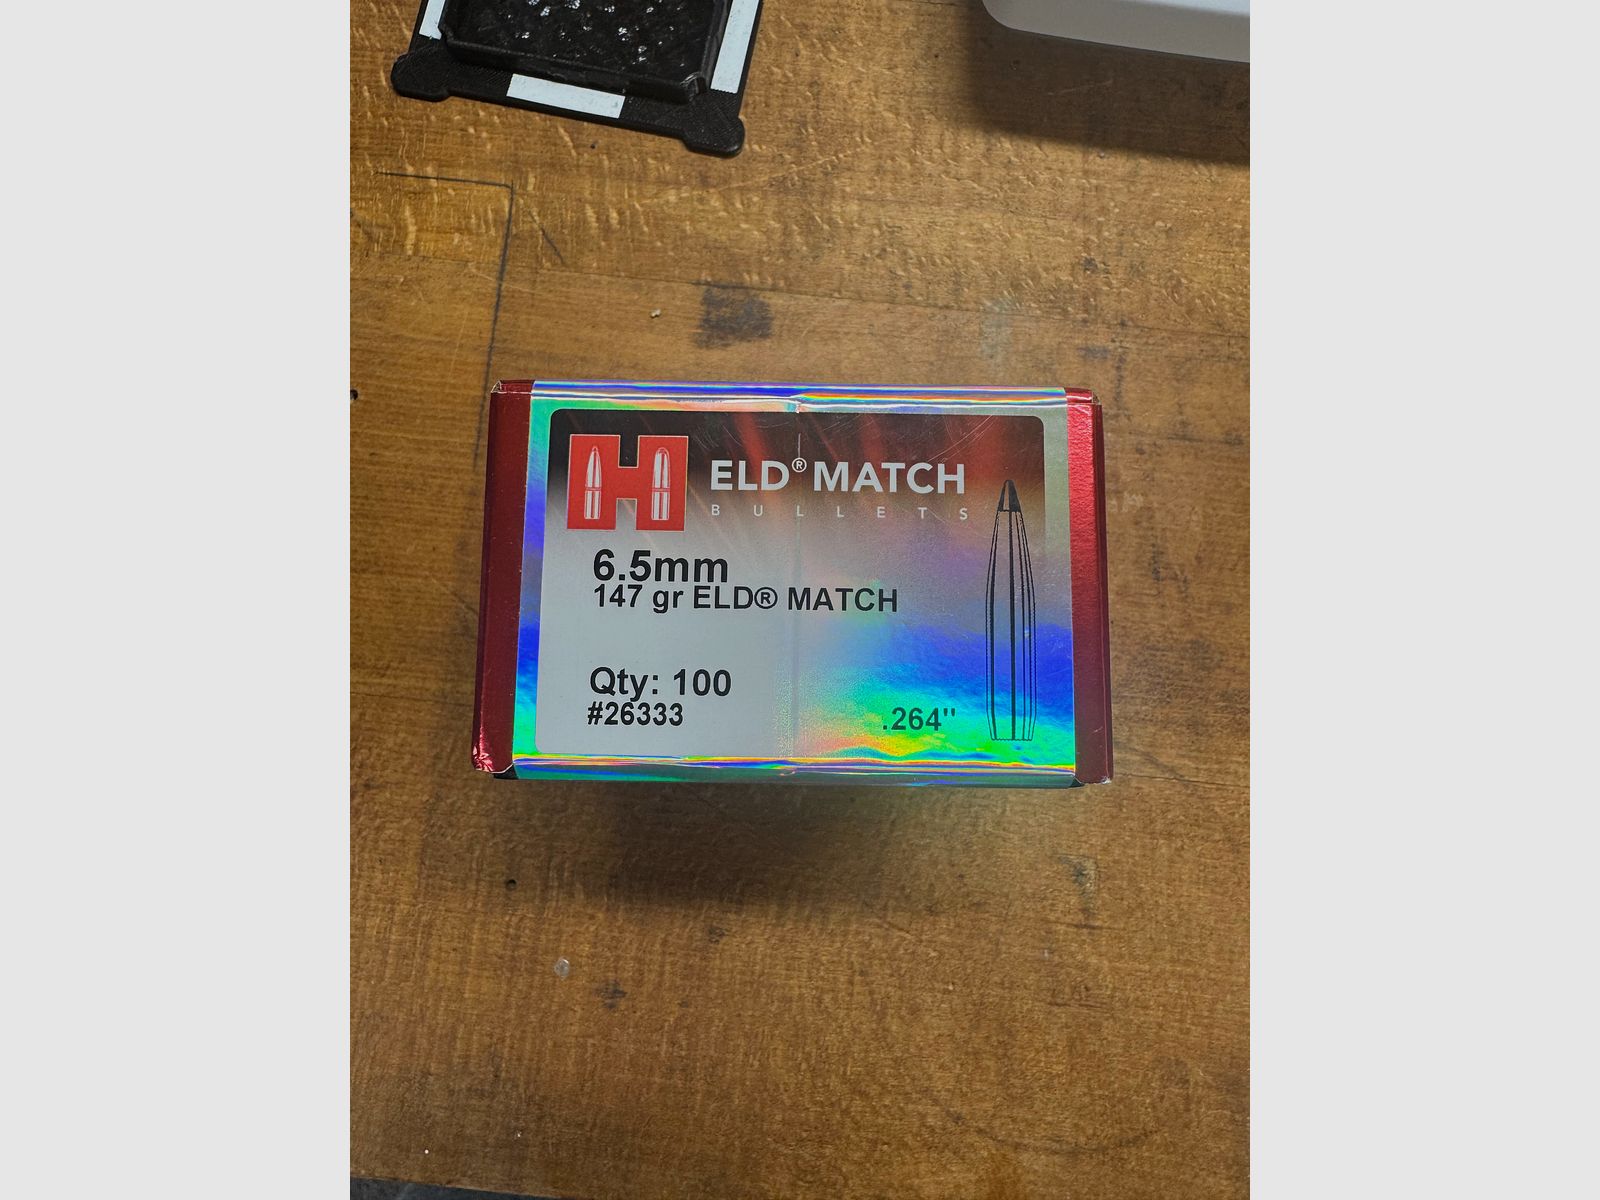 H
ELD® MATCH
BULLETS
6.5mm
147 gr ELD® MATCH
Qty: 100
#26333
.264"